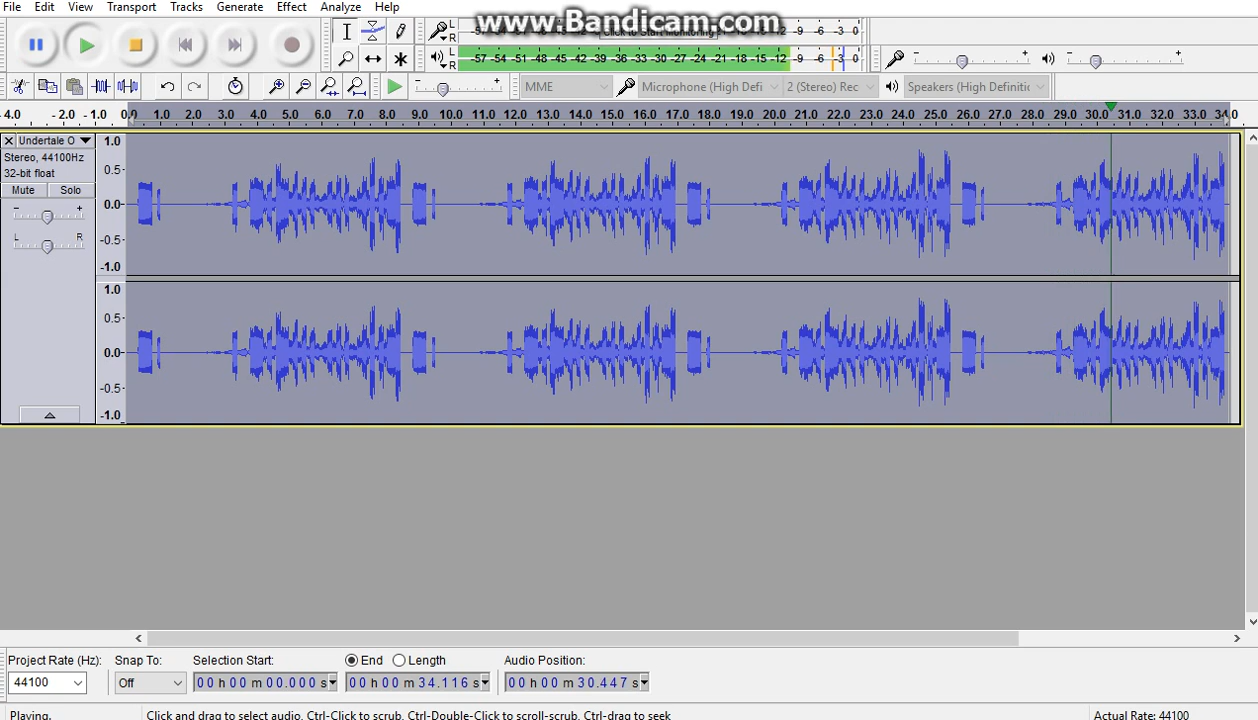 www.Bandicam.com
File Edit View Transport Tracks Generate Effect Analyze Help
L R -57 Click to Start Monitoring -12 -9 -6 -3 0
L R -57 -54 -51 -48 -45 -42 -39 -36 -33 -30 -27 -24 -21 -18 -15 -12 -9 -6 -3 0
- + - +
- + MME Microphone (High Defi 2 (Stereo) Rec Speakers (High Definitic
-2.0 -1.0 0.0 1.0 2.0 3.0 4.0 5.0 6.0 7.0 8.0 9.0 10.0 11.0 12.0 13.0 14.0 15.0 16.0 17.0 18.0 19.0 20.0 21.0 22.0 23.0 24.0 25.0 26.0 27.0 28.0 29.0 30.0 31.0 32.0 33.0
Undertale O 1.0
Stereo, 44100Hz
32-bit float 0.5
Mute Solo
- + 0.0
L R -0.5
-1.0
1.0
0.5
0.0
-0.5
-1.0
Project Rate (Hz): Snap To: Selection Start: End Length Audio Position:
44100 Off 00 h 00 m 00.000 s 00 h 00 m 34.116 s 00 h 00 m 30.447 s
Playing. Click and drag to select audio, Ctrl-Click to scrub, Ctrl-Double-Click to scroll-scrub, Ctrl-drag to seek Actual Rate: 44100